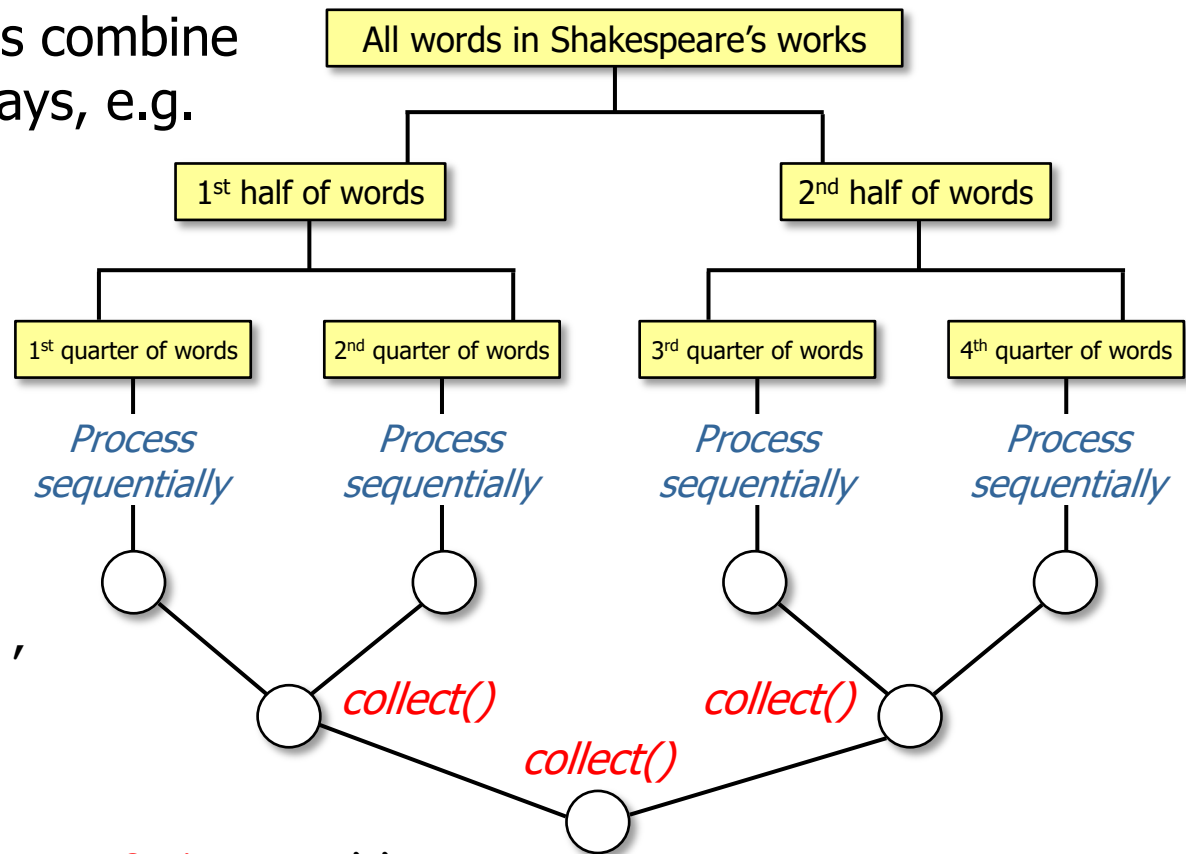 s combine
ays, e.g.
All words in Shakespeare’s works
1st half of words
2nd half of words
1st quarter of words
2nd quarter of words
3rd quarter of words
4th quarter of words
Process
sequentially
Process
sequentially
Process
sequentially
Process
sequentially
,
collect()
collect()
collect()